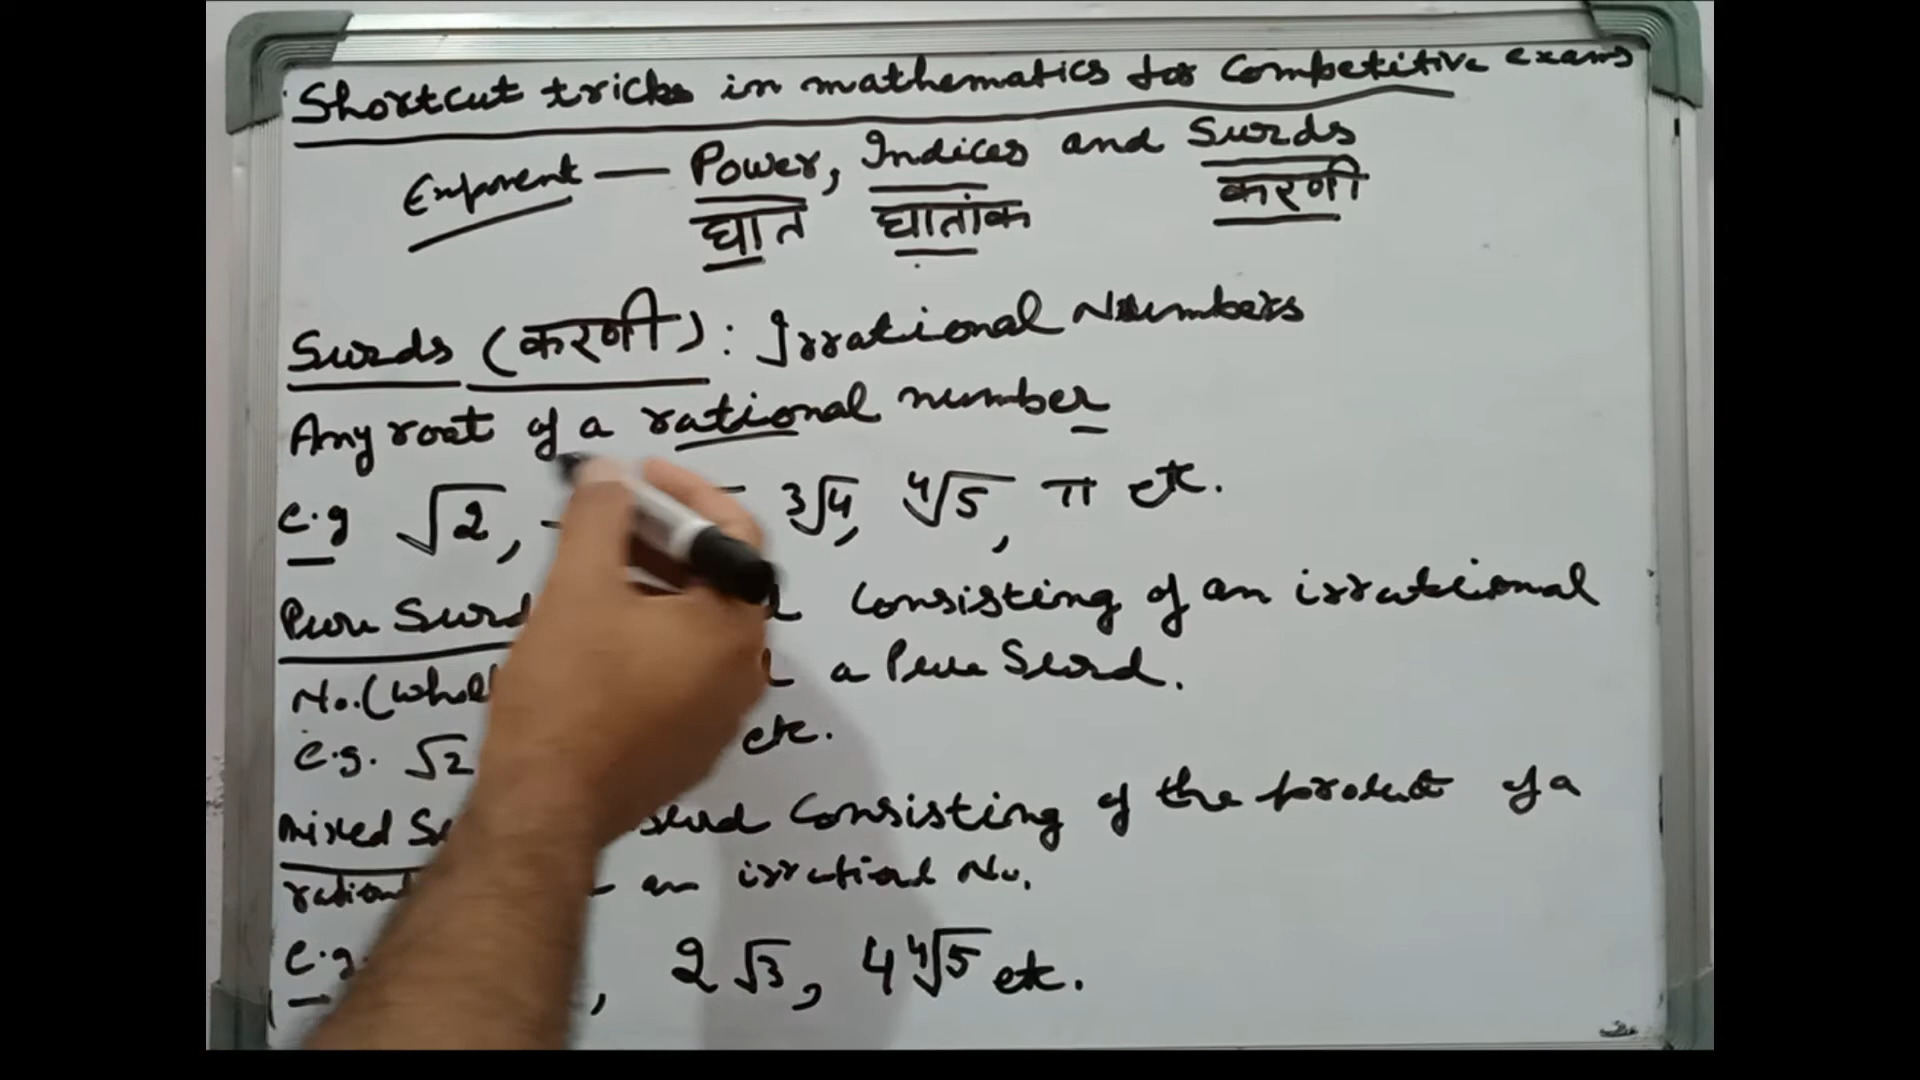 Shortcut tricks in mathematics for Competitive exams
Exponent — Power, Indices and Surds
घात घातांक करणी
Surds (करणी) : Irrational Numbers
Any root of a rational number
e.g √2, ∛4, ∜5, π etc.
Pure Surd consisting of an irrational
No. (whole a Pure Surd.
e.g. √2 etc.
Mixed Surd consisting of the product of a
rational an irrational No.
e.g. , 2√3, 4∜5 etc.